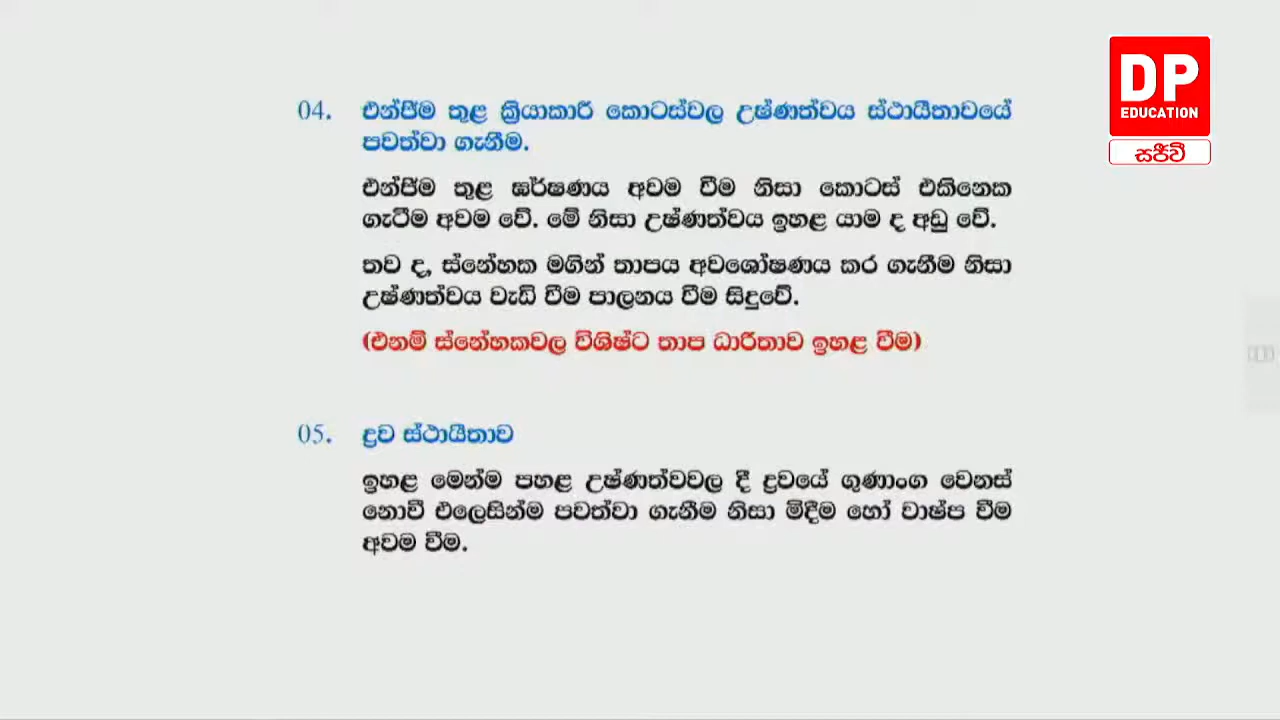 DP
EDUCATION
සජීවී
04. එන්ජිම තුළ ක්‍රියාකාරී කොටස්වල උෂ්ණත්වය ස්ථායීතාවයේ
පවත්වා ගැනීම.
එන්ජිම තුළ ඝර්ෂණය අවම වීම නිසා කොටස් එකිනෙක
ගැටීම අවම වේ. මේ නිසා උෂ්ණත්වය ඉහළ යාම ද අඩු වේ.
තව ද, ස්නේහක මගින් තාපය අවශෝෂණය කර ගැනීම නිසා
උෂ්ණත්වය වැඩි වීම පාලනය වීම සිදුවේ.
(එනම් ස්නේහකවල විශිෂ්ට තාප ධාරිතාව ඉහළ වීම)
05. ද්‍රව ස්ථායීතාව
ඉහළ මෙන්ම පහළ උෂ්ණත්වවල දී ද්‍රවයේ ගුණාංග වෙනස්
නොවී එලෙසින්ම පවත්වා ගැනීම නිසා මිදීම හෝ වාෂ්ප වීම
අවම වීම.